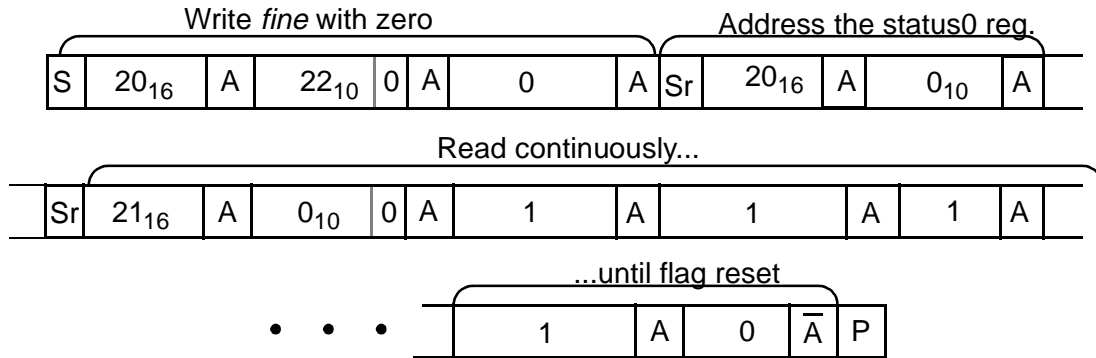 Write fine with zero Address the status0 reg.
S 20₁₆ A 22₁₀ 0 A 0 A Sr 20₁₆ A 0₁₀ A
Read continuously...
Sr 21₁₆ A 0₁₀ 0 A 1 A 1 A 1 A
...until flag reset
• • • 1 A 0 A̅ P